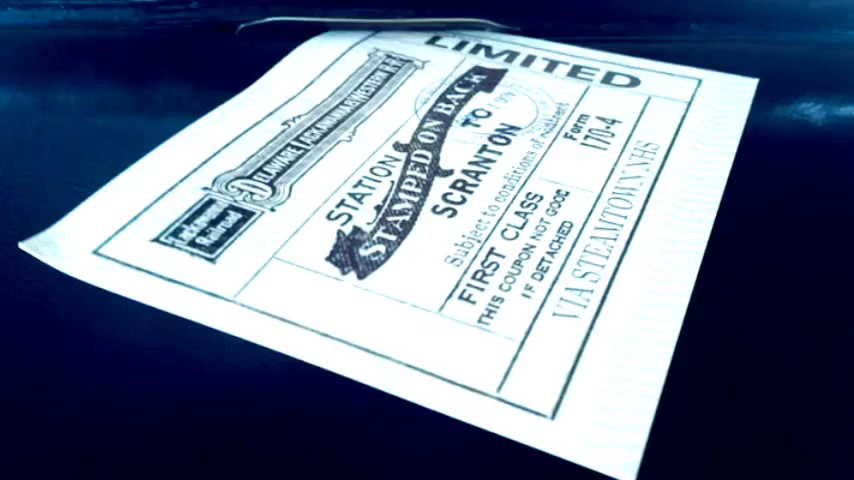 LIMITED
DELAWARE LACKAWANNA & WESTERN R.R.
Lackawanna
Railroad
STATION
STAMPED ON BACK
TO
SCRANTON
Subject to conditions of
FIRST CLASS
THIS COUPON NOT GOOD
IF DETACHED
Form
170-4
VIA STEAMTOWN NHS